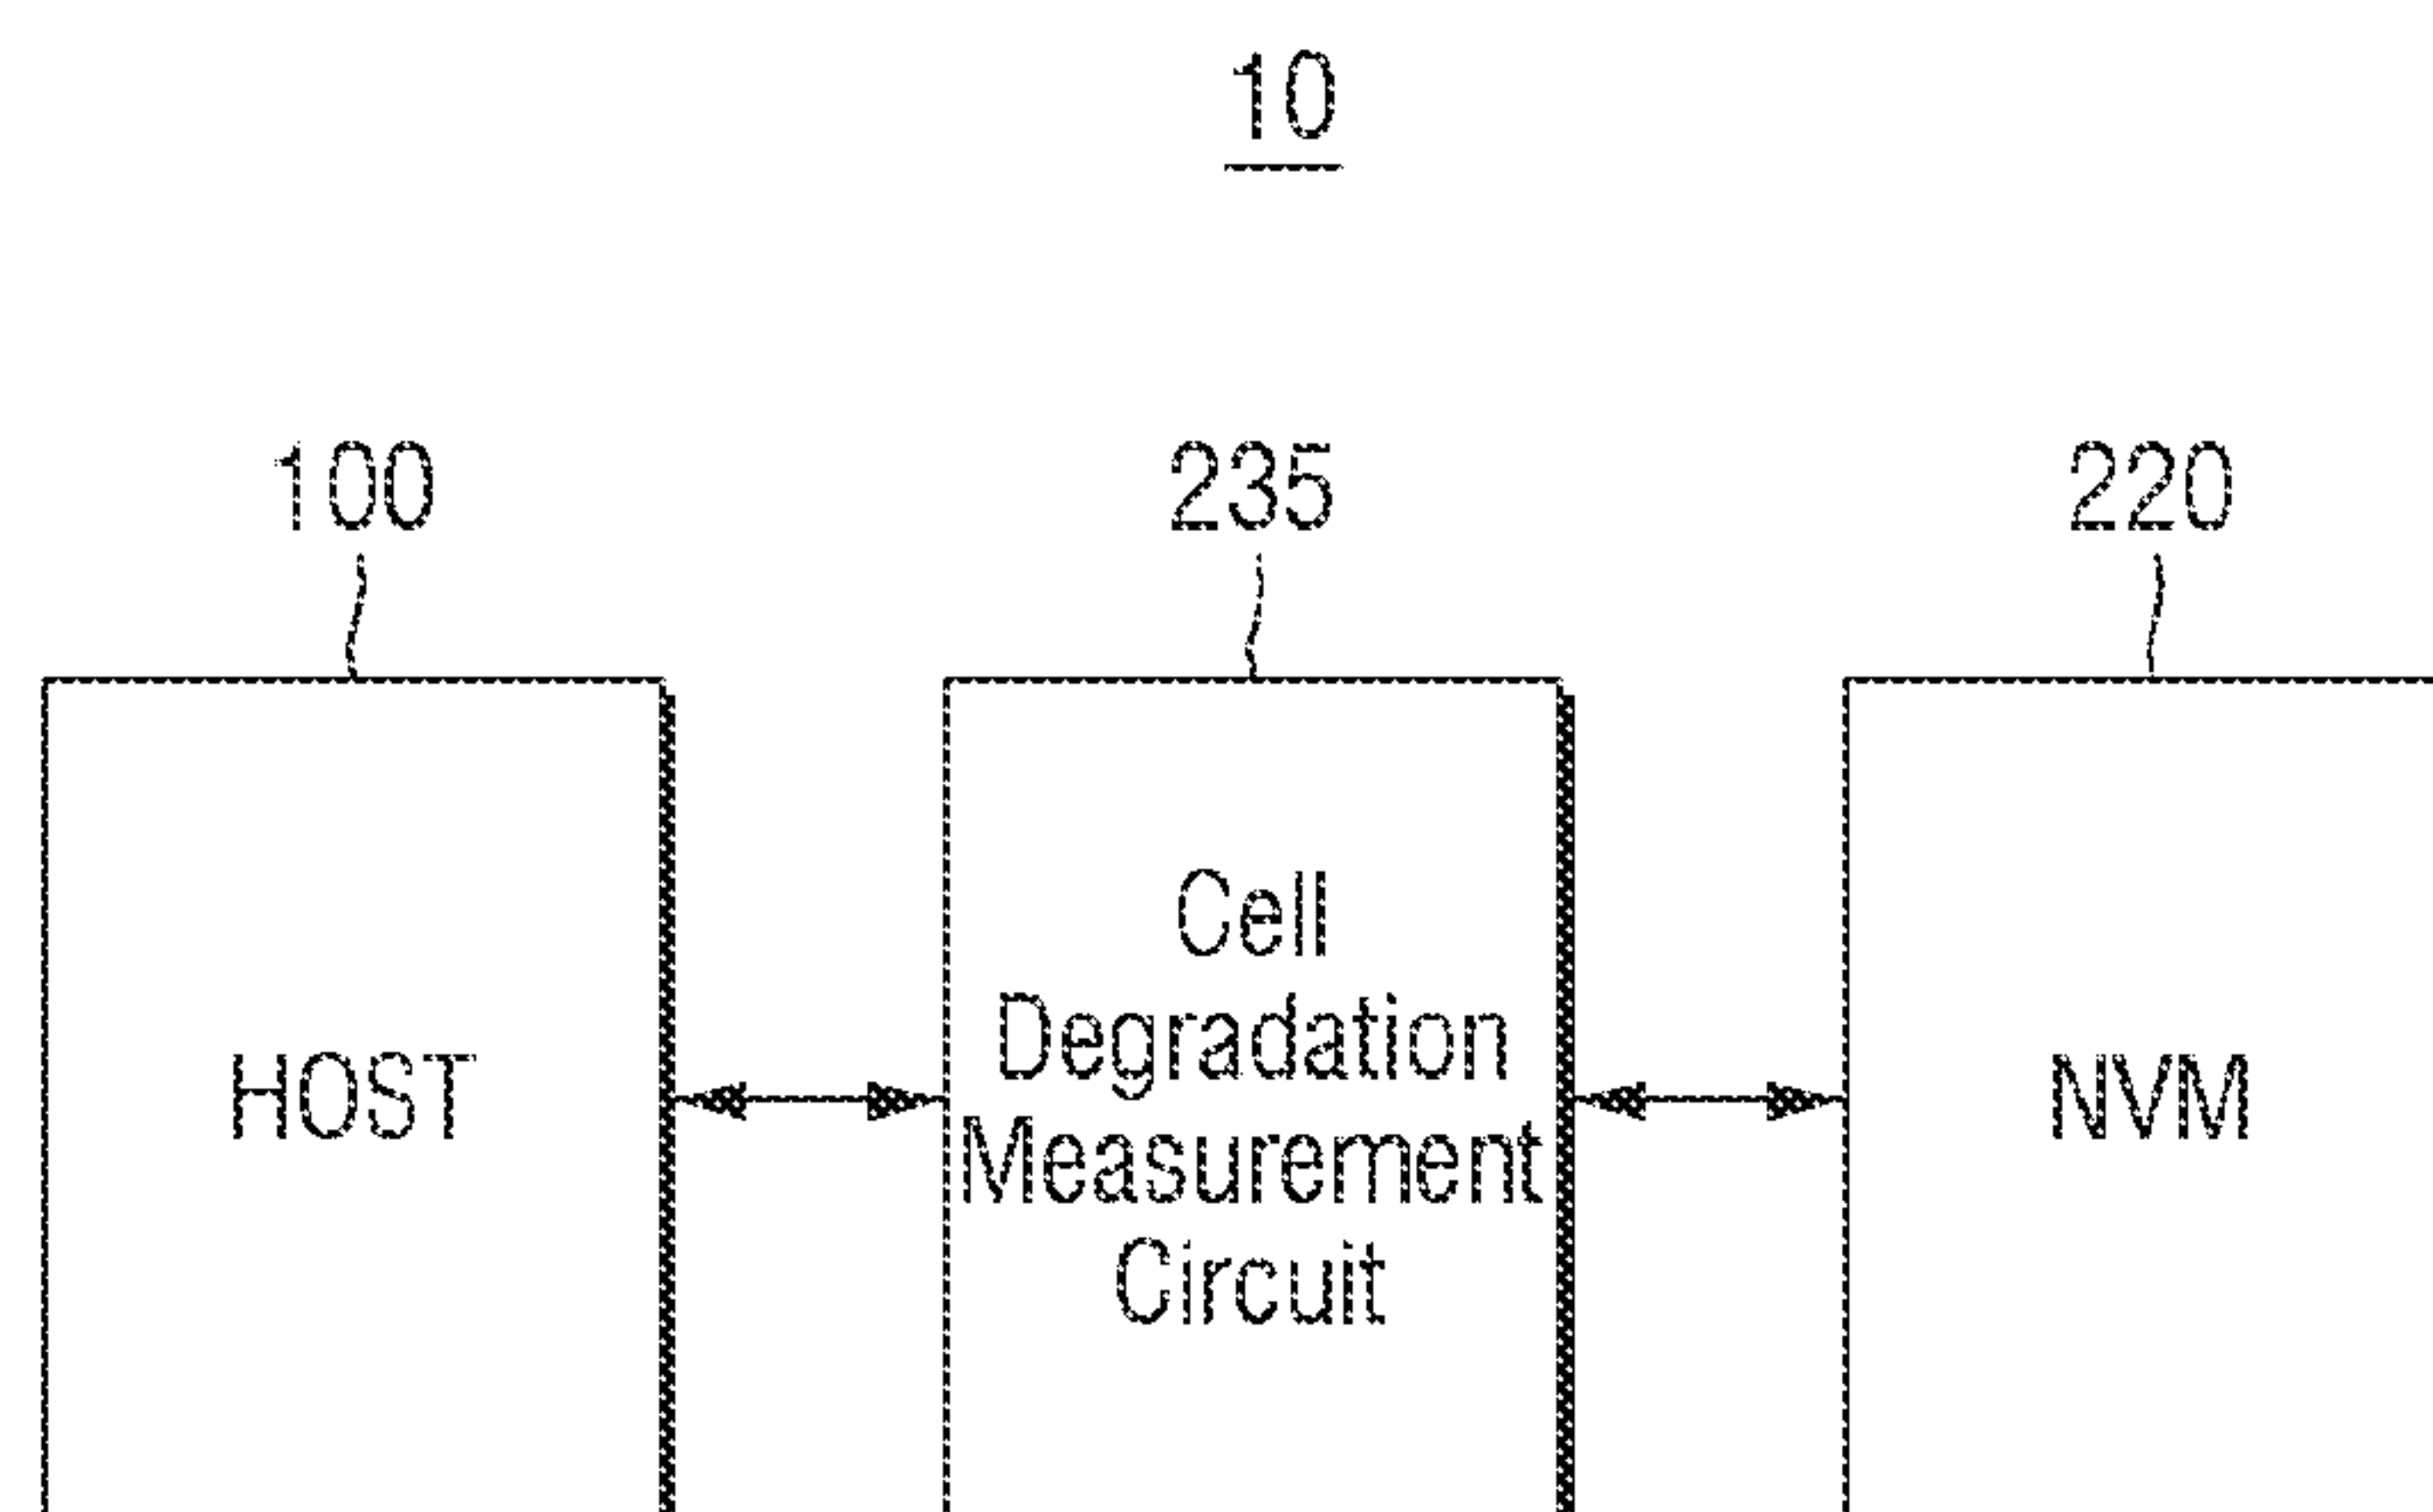 10
100 235 220
HOST
Cell
Degradation
Measurement
Circuit
NVM